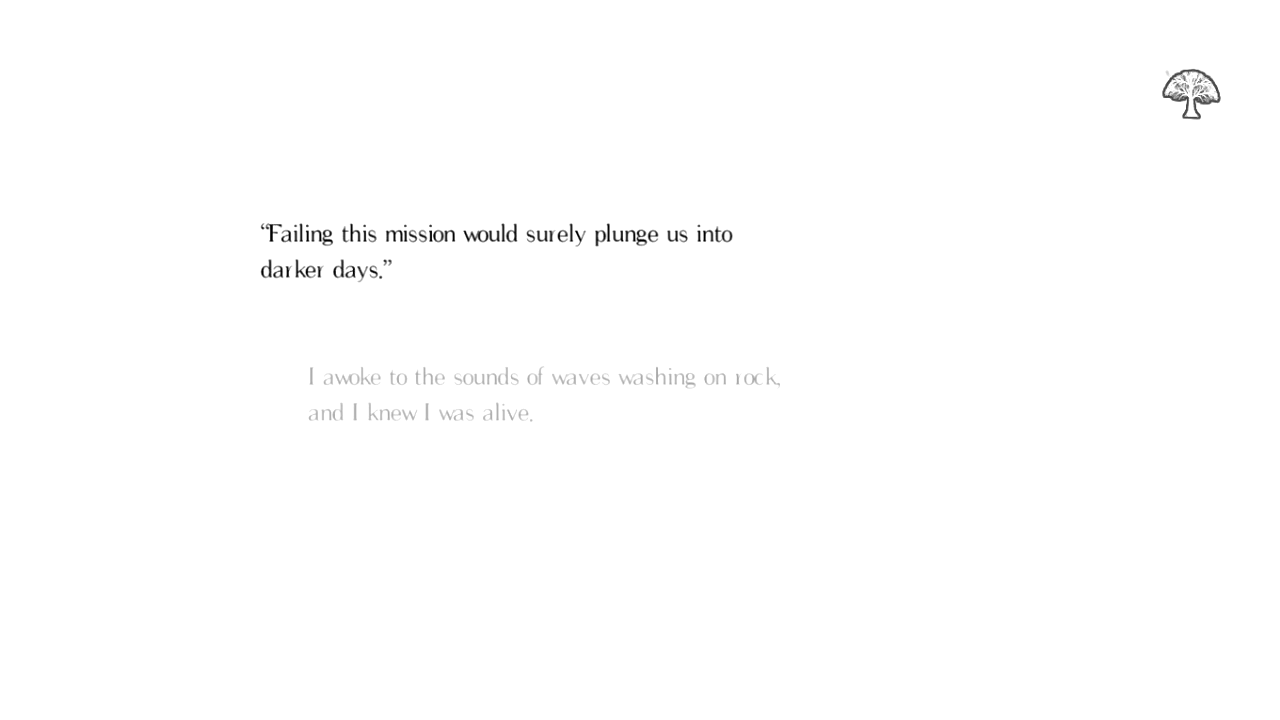 “Failing this mission would surely plunge us into
darker days.”
I awoke to the sounds of waves washing on rock,
and I knew I was alive.